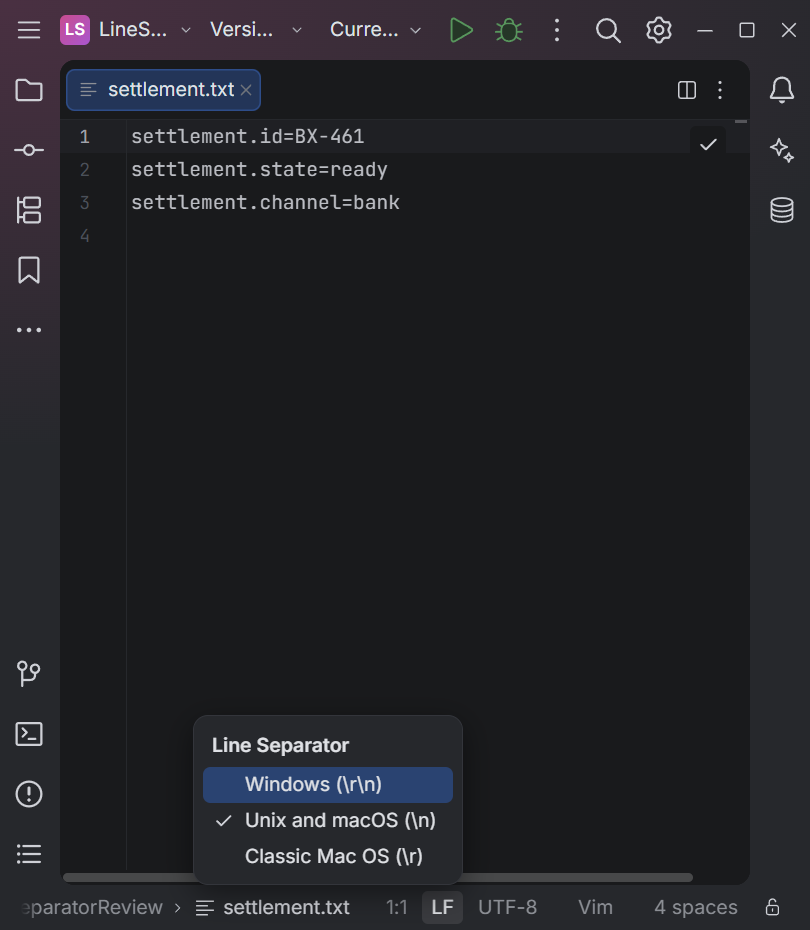 LS LineS... Versi... Curre...
settlement.txt
1 settlement.id=BX-461
2 settlement.state=ready
3 settlement.channel=bank
4
Line Separator
Windows (\r\n)
Unix and macOS (\n)
Classic Mac OS (\r)
eparatorReview › settlement.txt 1:1 LF UTF-8 Vim 4 spaces